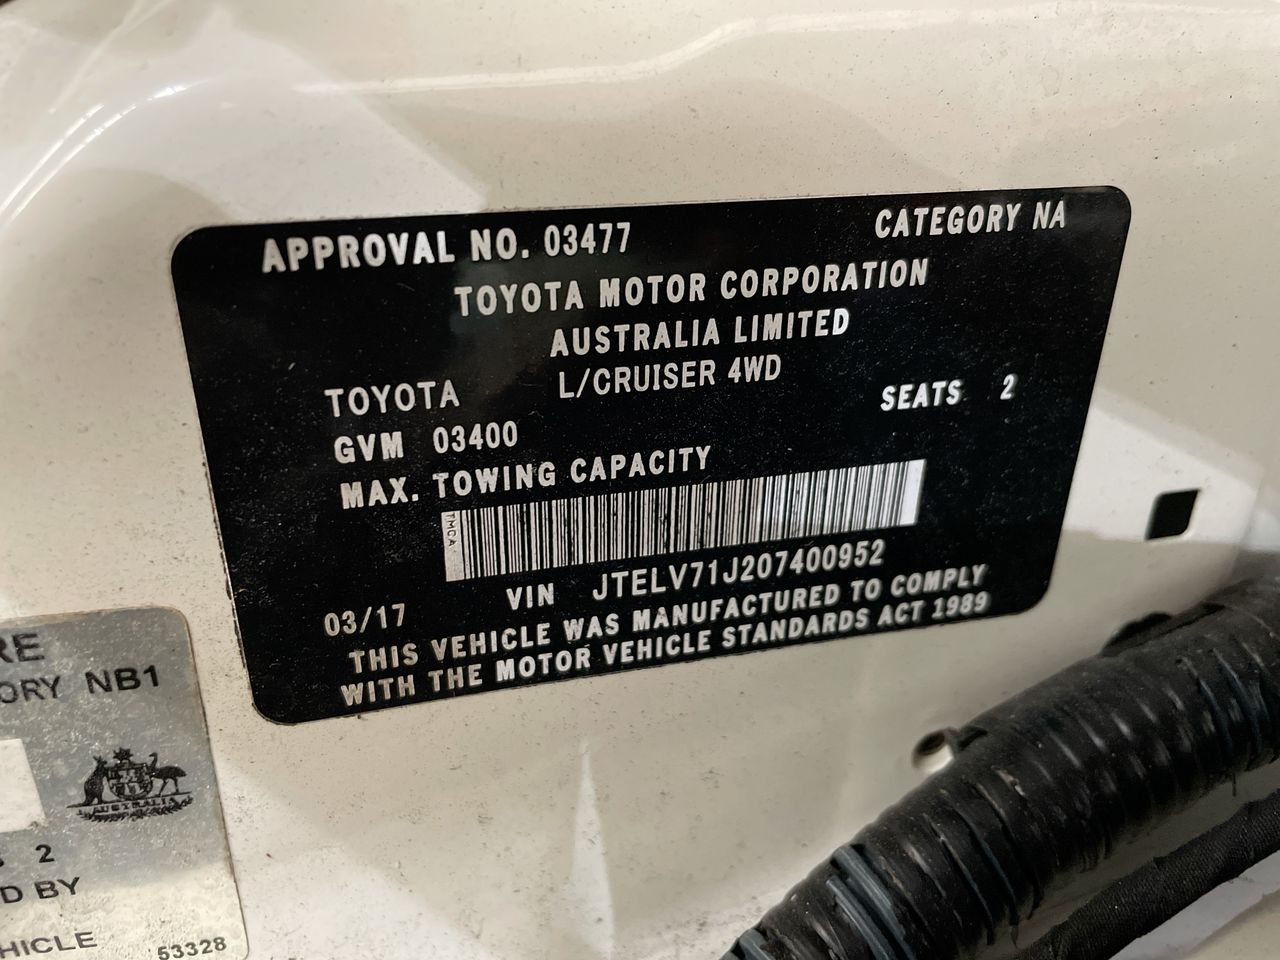 APPROVAL NO. 03477
CATEGORY NA
TOYOTA MOTOR CORPORATION
AUSTRALIA LIMITED
TOYOTA
L/CRUISER 4WD
GVM 03400
SEATS 2
MAX. TOWING CAPACITY
TMCA
03/17
VIN JTELV71J207400952
THIS VEHICLE WAS MANUFACTURED TO COMPLY
WITH THE MOTOR VEHICLE STANDARDS ACT 1989
RE
ORY NB1
AUSTRALIA
2
D BY
HICLE
53328